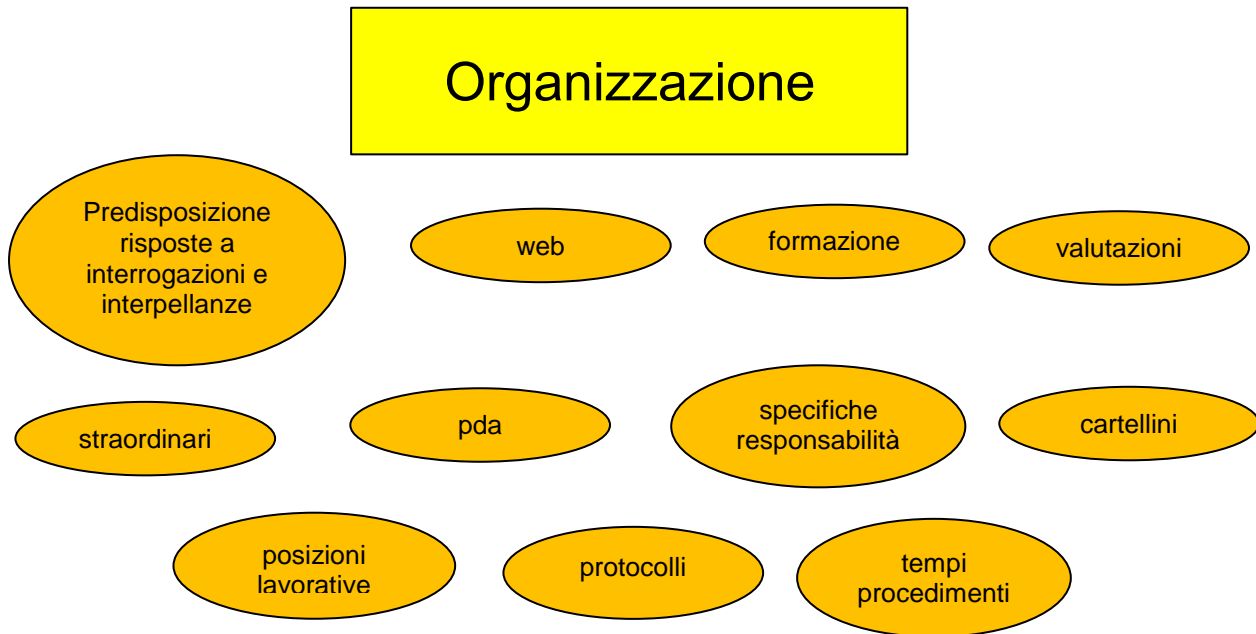 Organizzazione
Predisposizione
risposte a
interrogazioni e
interpellanze
web
formazione
valutazioni
straordinari
pda
specifiche
responsabilità
cartellini
posizioni
lavorative
protocolli
tempi
procedimenti